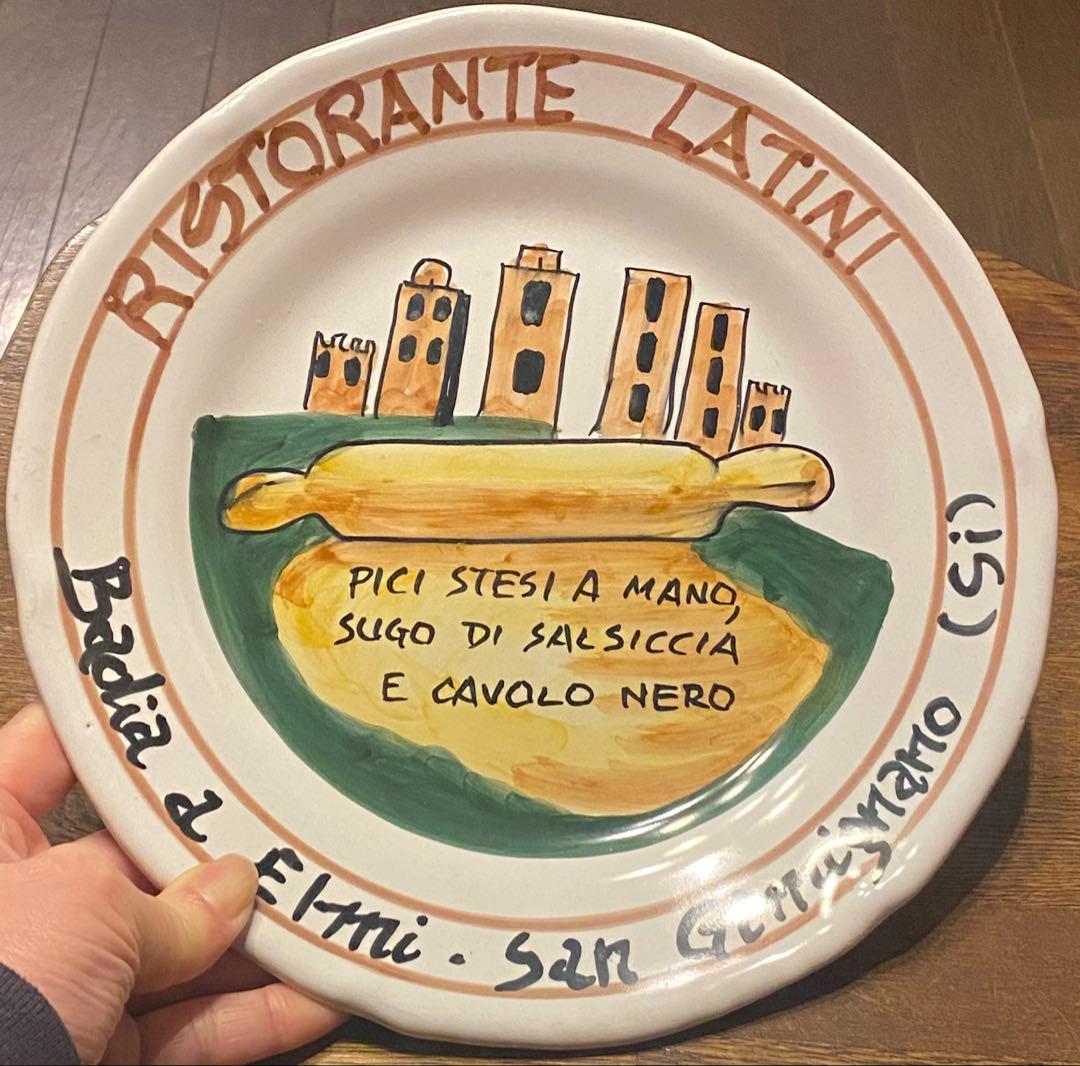 RISTORANTE LATINI
PICI STESI A MANO,
SUGO DI SALSICCIA
E CAVOLO NERO
Badia a Elmi. San Gimignano (Si)